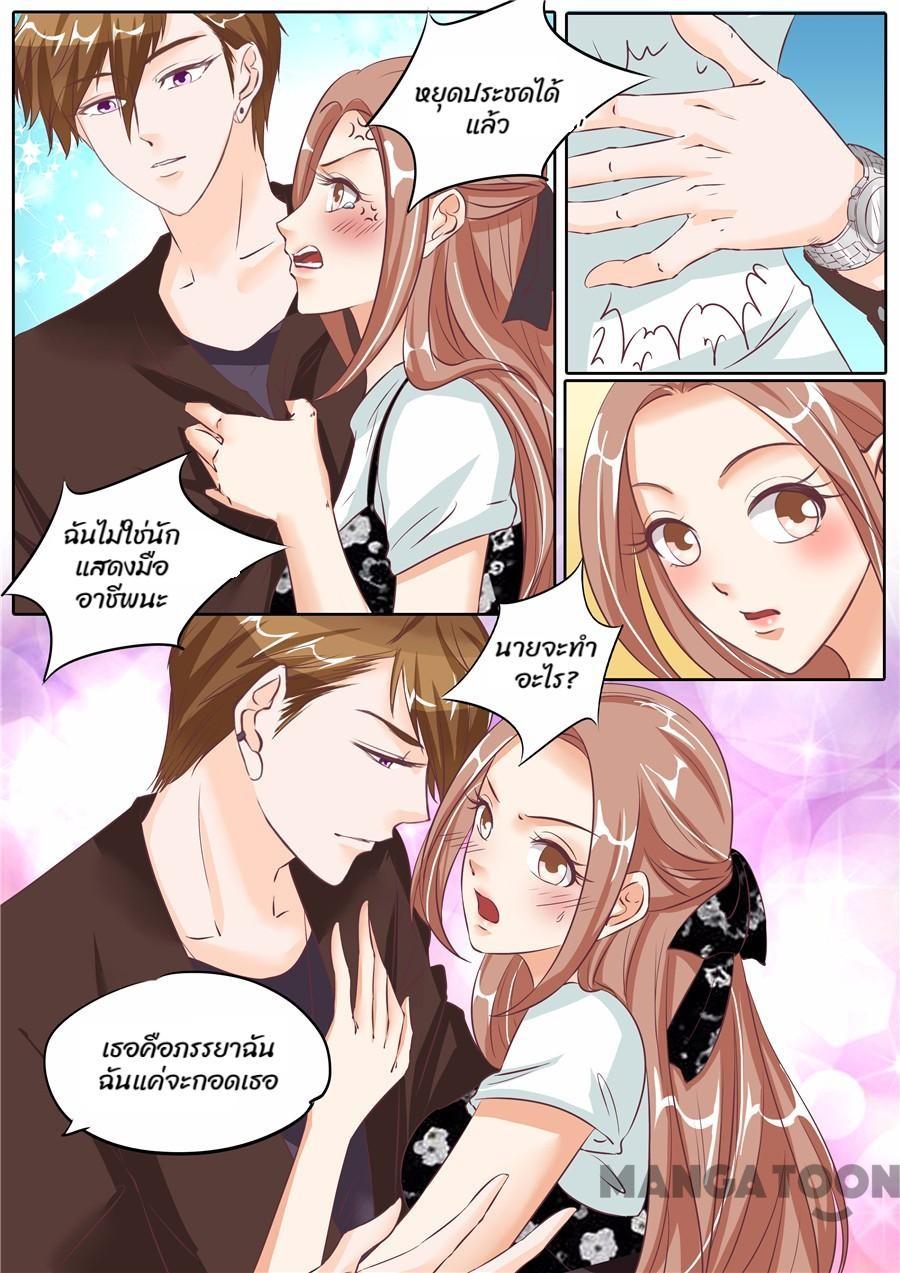 หยุดประชดได้
แล้ว
ฉันไม่ใช่นัก
แสดงมือ
อาชีพนะ
นายจะทำ
อะไร?
เธอคือภรรยาฉัน
ฉันแค่จะกอดเธอ
MANGATOON